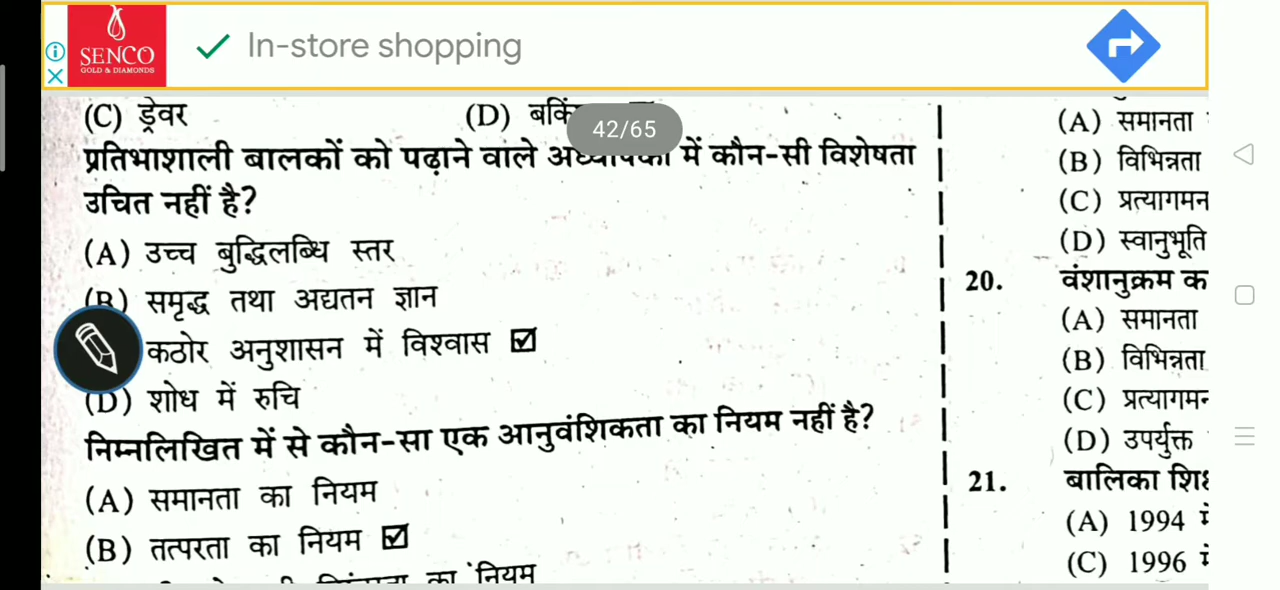 SENCO
GOLD & DIAMONDS
In-store shopping
42/65
(C) ड्रेवर
(D)
प्रतिभाशाली बालकों को पढ़ाने वाले अध्यापकों में कौन-सी विशेषता
उचित नहीं है?
(A) उच्च बुद्धिलब्धि स्तर
(B) समृद्ध तथा अद्यतन ज्ञान
कठोर अनुशासन में विश्वास
(D) शोध में रुचि
निम्नलिखित में से कौन-सा एक आनुवंशिकता का नियम नहीं है?
(A) समानता का नियम
(B) तत्परता का नियम
का नियम
(A) समानता
(B) विभिन्नता
(C) प्रत्यागमन
(D) स्वानुभूति
20. वंशानुक्रम क
(A) समानता
(B) विभिन्नता
(C) प्रत्यागमन
(D) उपर्युक्त
21. बालिका
(A) 1994 में
(C) 1996 में